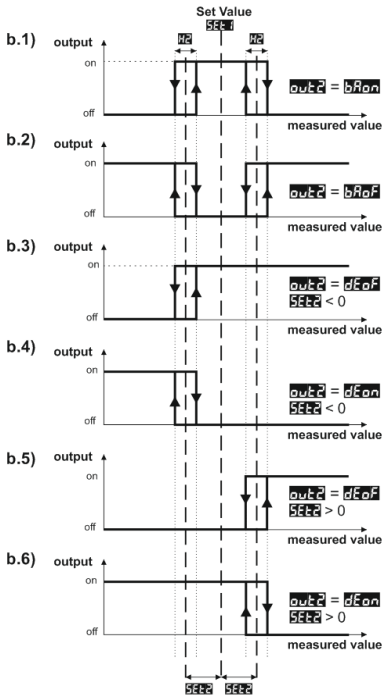 Set Value
SEt1
H2 H2
b.1) output
on
off
out2 = bAon
measured value
b.2) output
on
off
out2 = bAoF
measured value
b.3) output
on
off
out2 = dEoF
SEt2 < 0
measured value
b.4) output
on
off
out2 = dEon
SEt2 < 0
measured value
b.5) output
on
off
out2 = dEoF
SEt2 > 0
measured value
b.6) output
on
off
out2 = dEon
SEt2 > 0
measured value
SEt2 SEt2